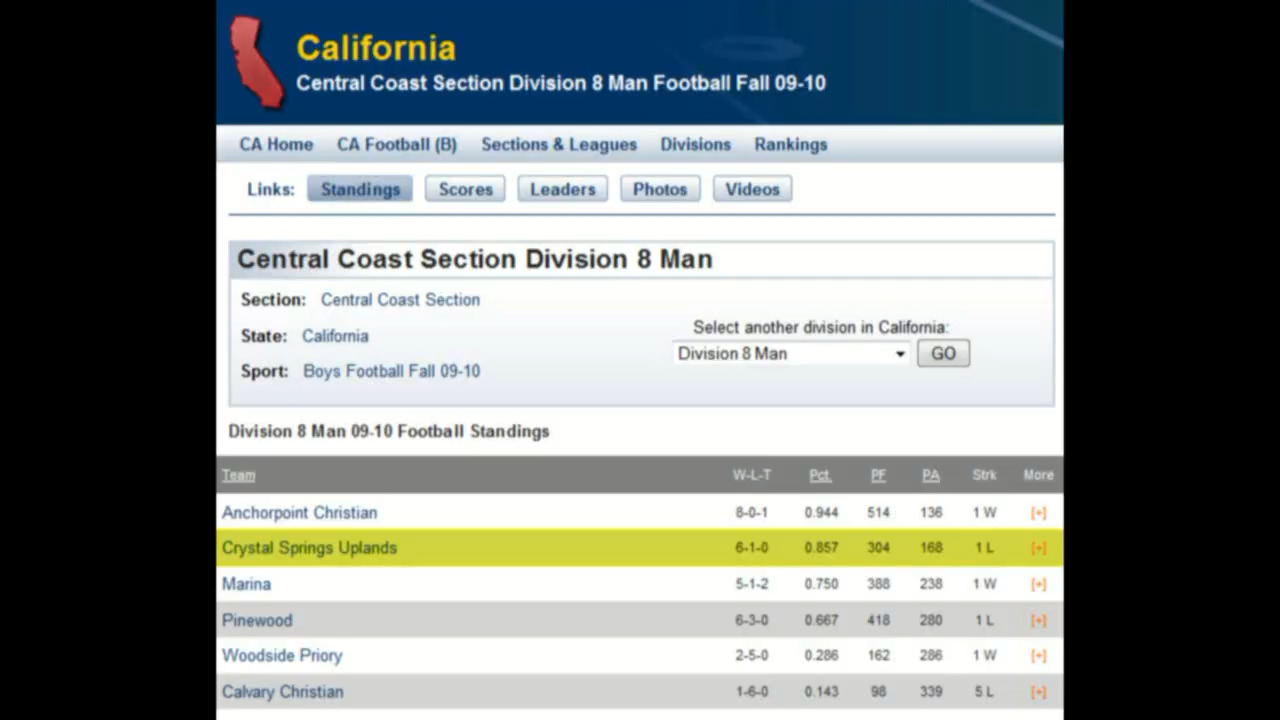 California
Central Coast Section Division 8 Man Football Fall 09-10
CA Home CA Football (B) Sections & Leagues Divisions Rankings
Links: Standings Scores Leaders Photos Videos
Central Coast Section Division 8 Man
Section: Central Coast Section
State: California
Sport: Boys Football Fall 09-10
Select another division in California:
Division 8 Man GO
Division 8 Man 09-10 Football Standings
Team W-L-T Pct. PF PA Strk More
Anchorpoint Christian 8-0-1 0.944 514 136 1 W [+]
Crystal Springs Uplands 6-1-0 0.857 304 168 1 L [+]
Marina 5-1-2 0.750 388 238 1 W [+]
Pinewood 6-3-0 0.667 418 280 1 L [+]
Woodside Priory 2-5-0 0.286 162 286 1 W [+]
Calvary Christian 1-6-0 0.143 98 339 5 L [+]